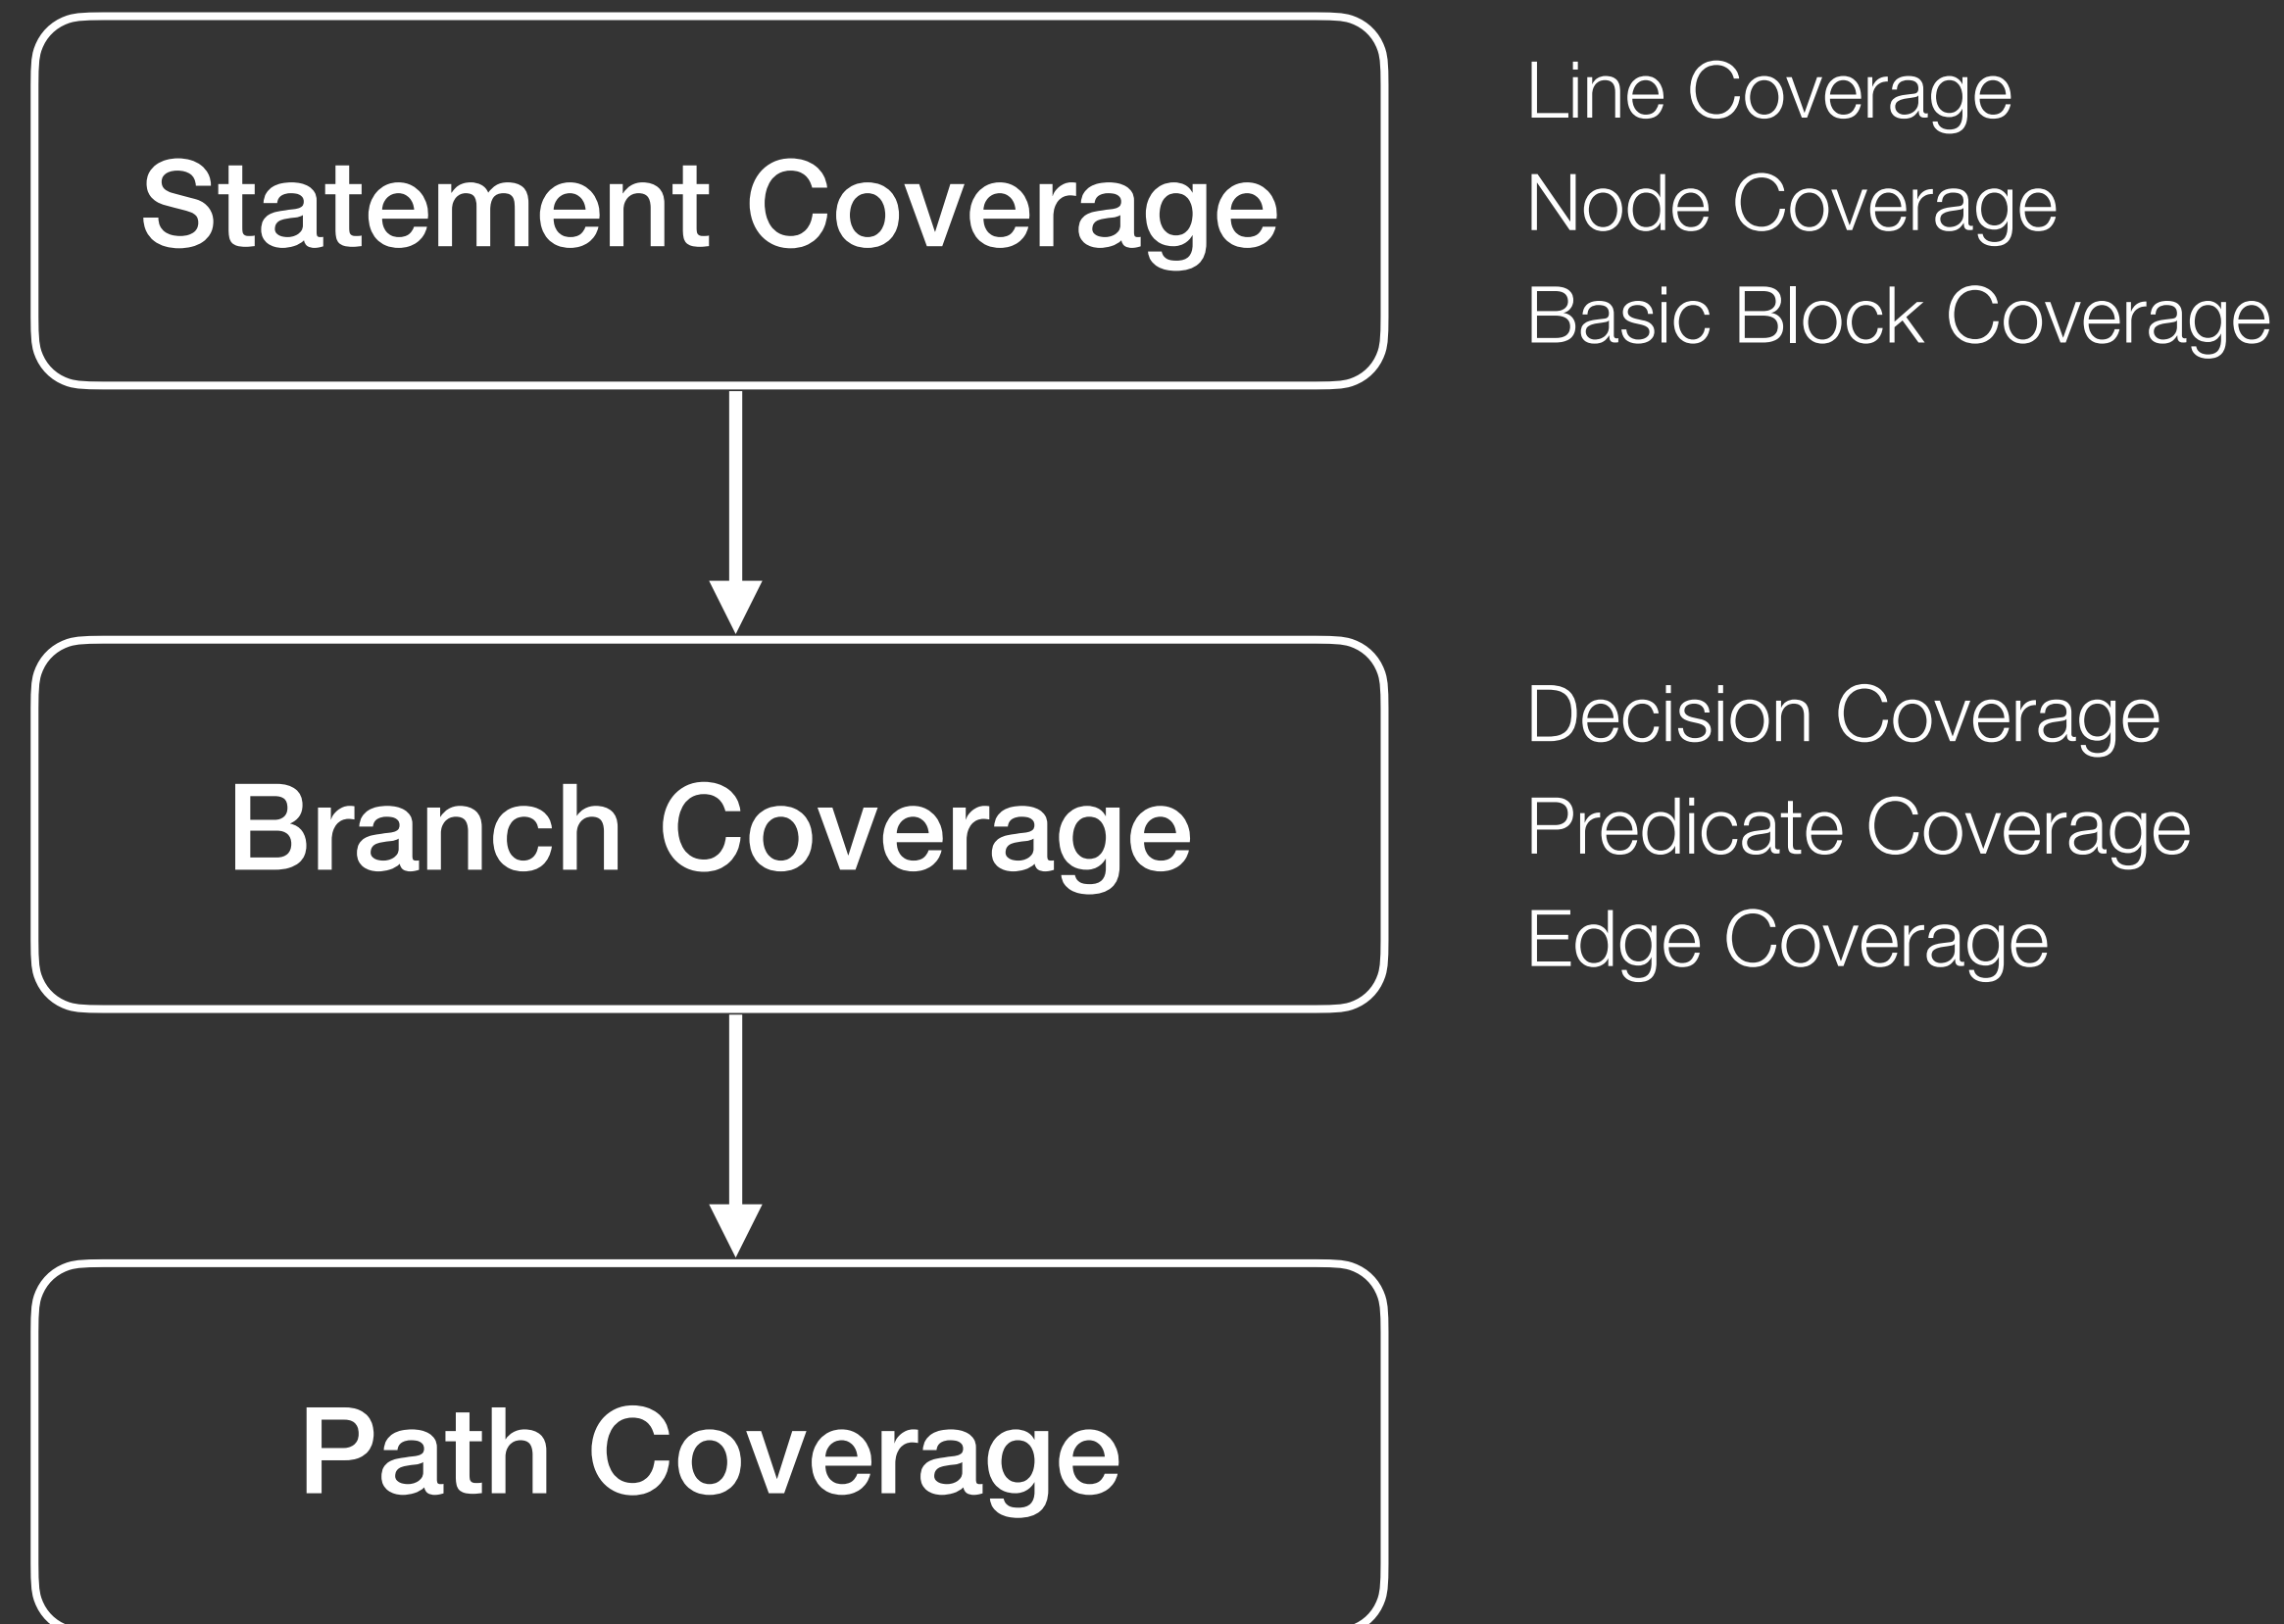 Statement Coverage
Line Coverage
Node Coverage
Basic Block Coverage
Branch Coverage
Decision Coverage
Predicate Coverage
Edge Coverage
Path Coverage